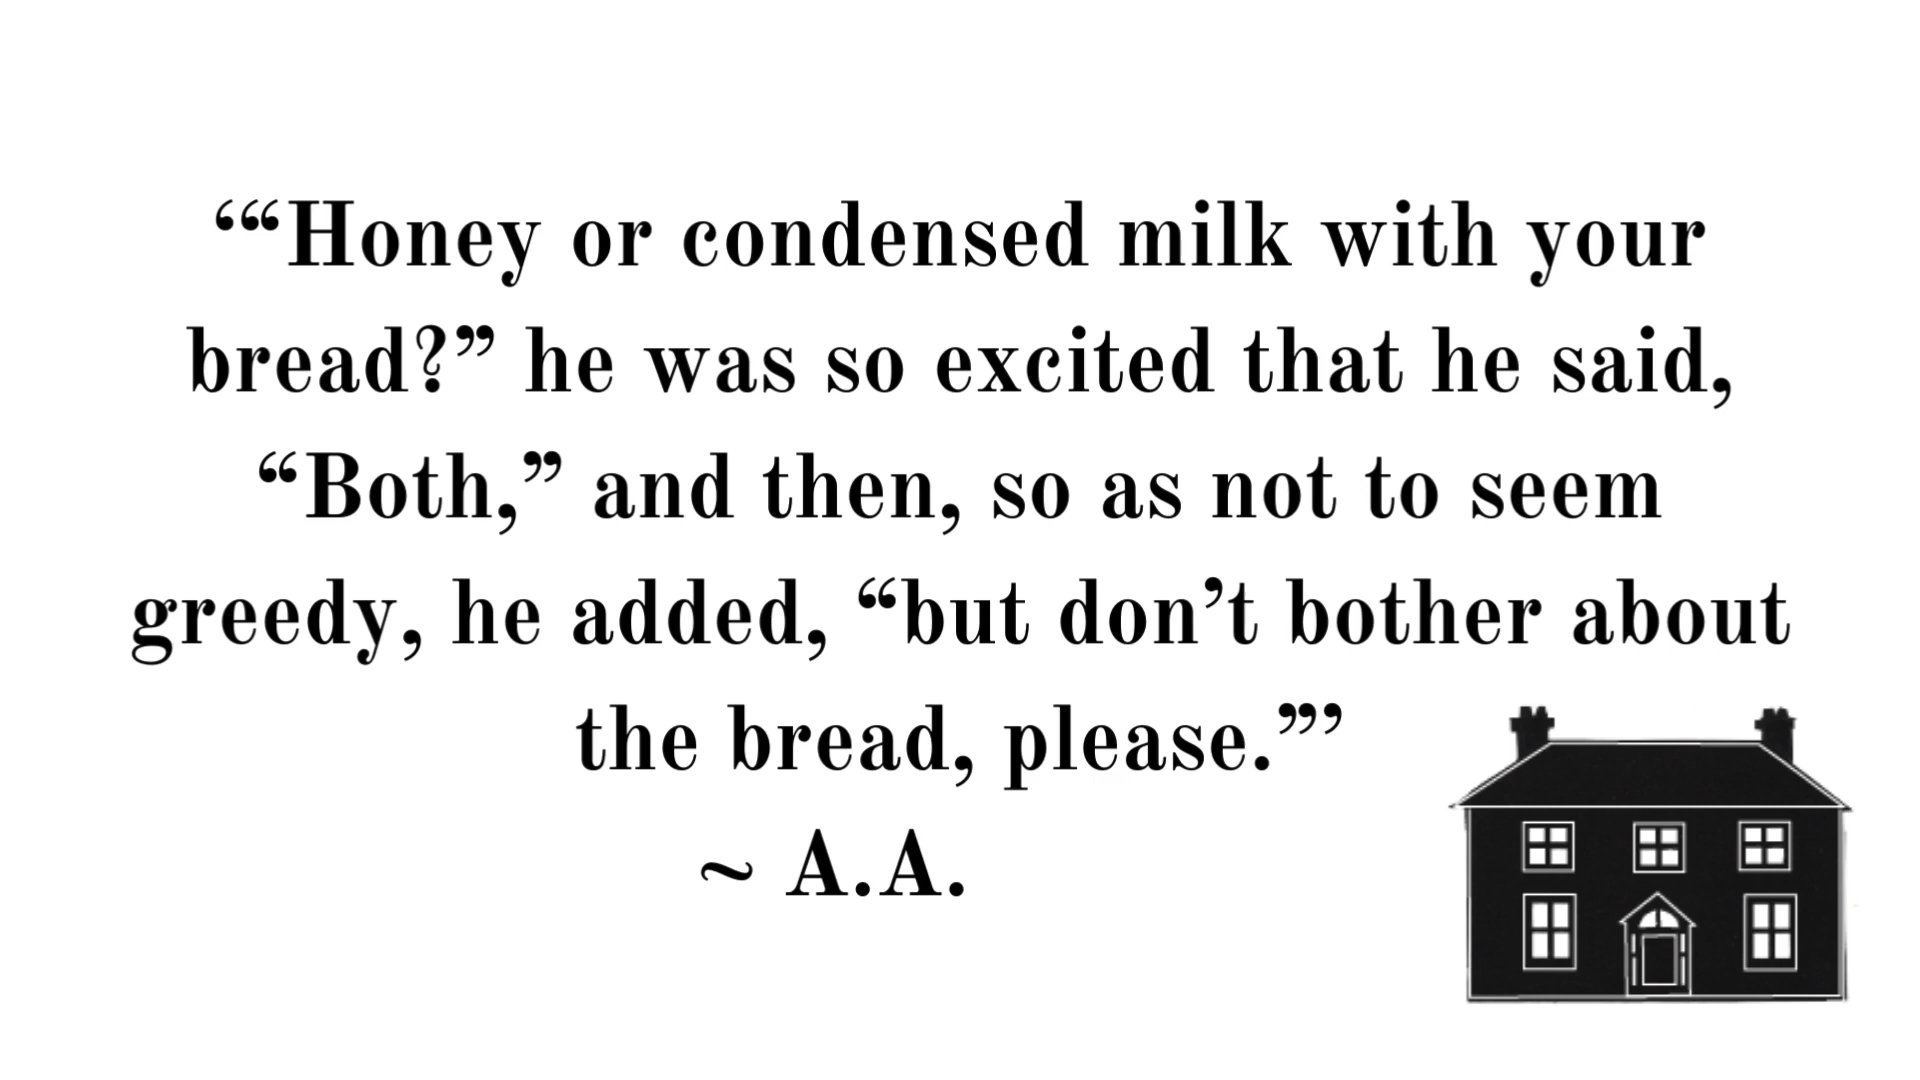 ‘“Honey or condensed milk with your
bread?” he was so excited that he said,
“Both,” and then, so as not to seem
greedy, he added, “but don’t bother about
the bread, please.”’
~ A.A.